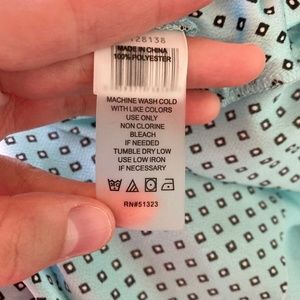 28138
MADE IN CHINA
100% POLYESTER
MACHINE WASH COLD
WITH LIKE COLORS
USE ONLY
NON CLORINE
BLEACH
IF NEEDED
TUMBLE DRY LOW
USE LOW IRON
IF NECESSARY
RN#51323